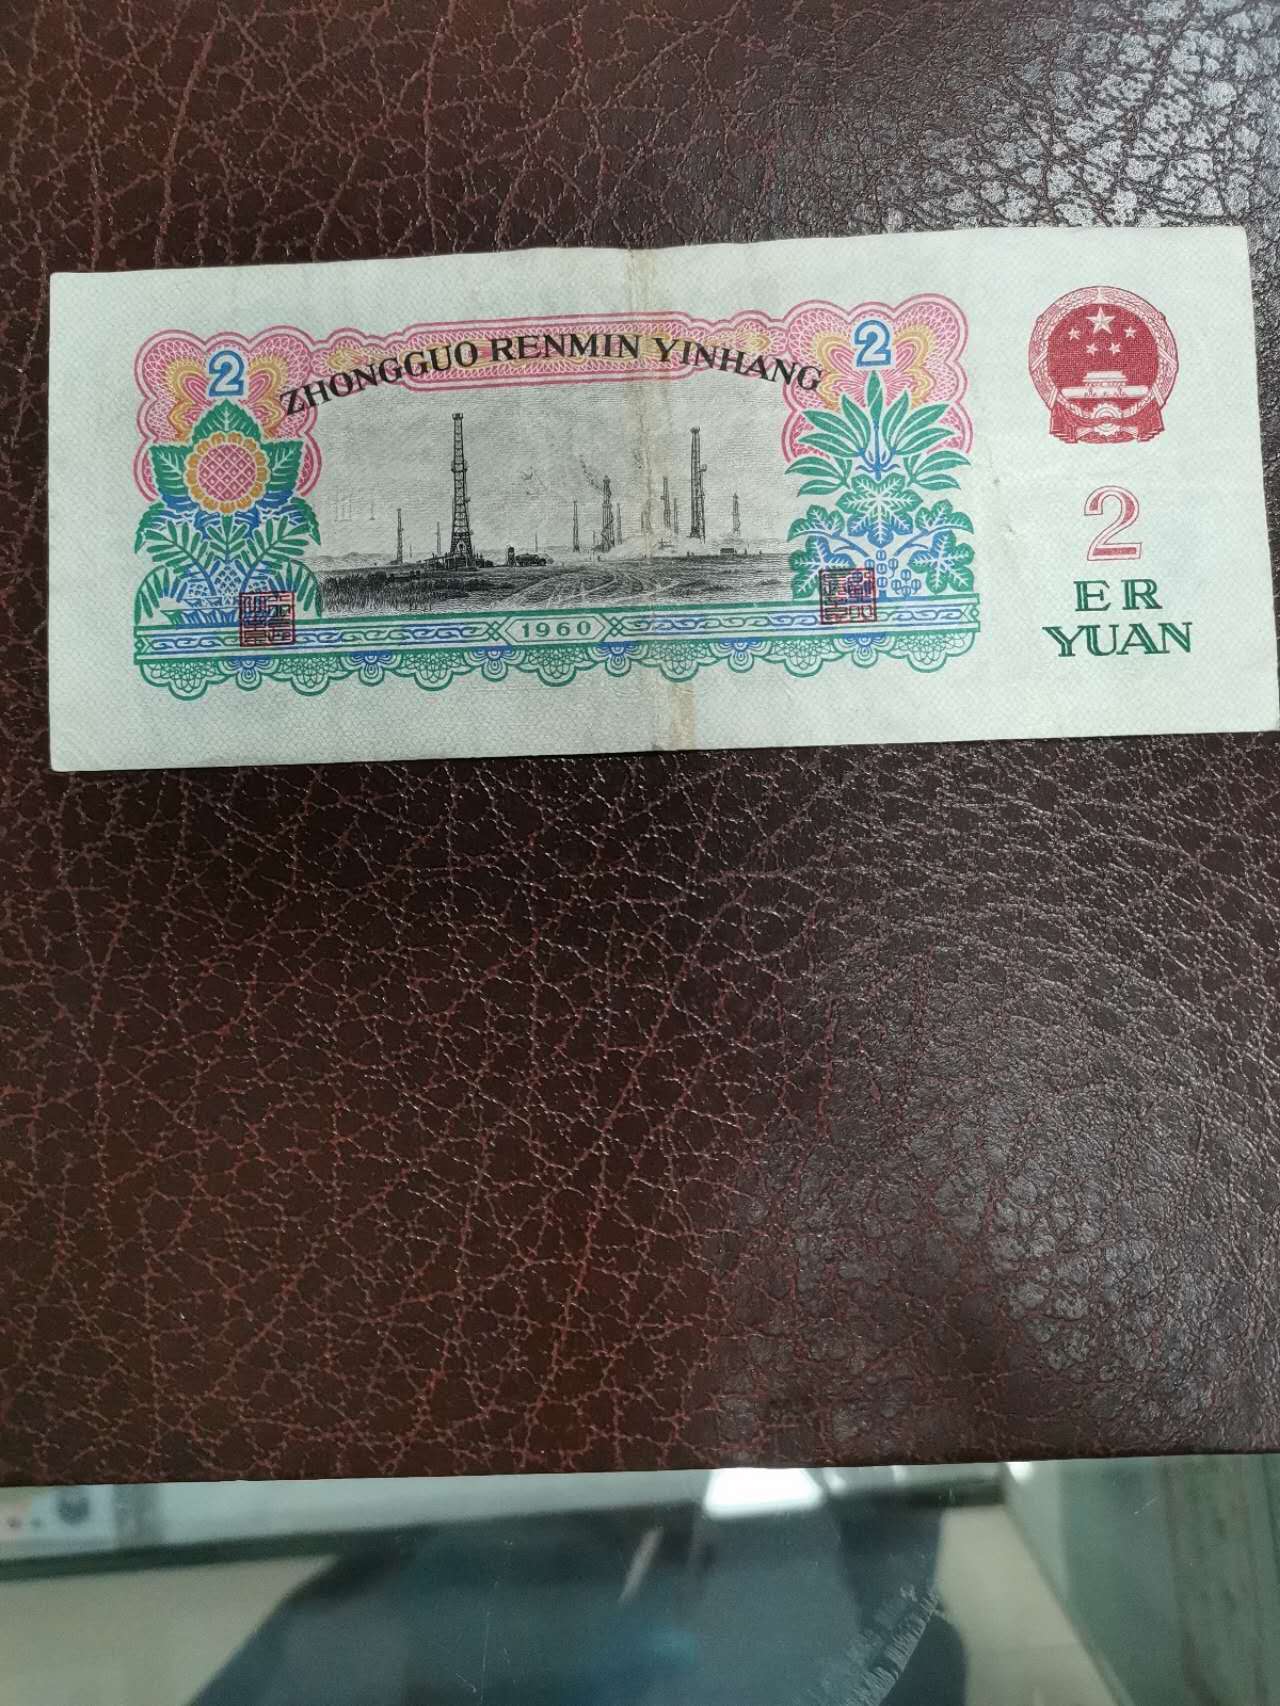 ZHONGGUO RENMIN YINHANG
2
2
1960
2
ER
YUAN